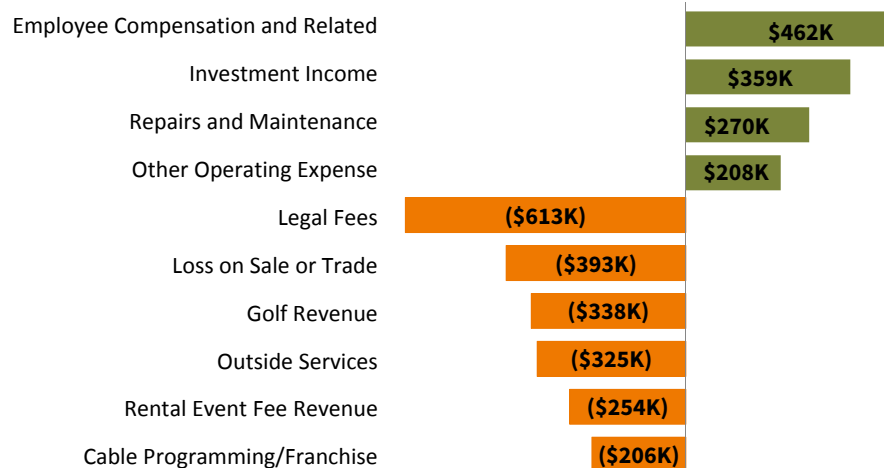 Employee Compensation and Related $462K
Investment Income $359K
Repairs and Maintenance $270K
Other Operating Expense $208K
Legal Fees ($613K)
Loss on Sale or Trade ($393K)
Golf Revenue ($338K)
Outside Services ($325K)
Rental Event Fee Revenue ($254K)
Cable Programming/Franchise ($206K)